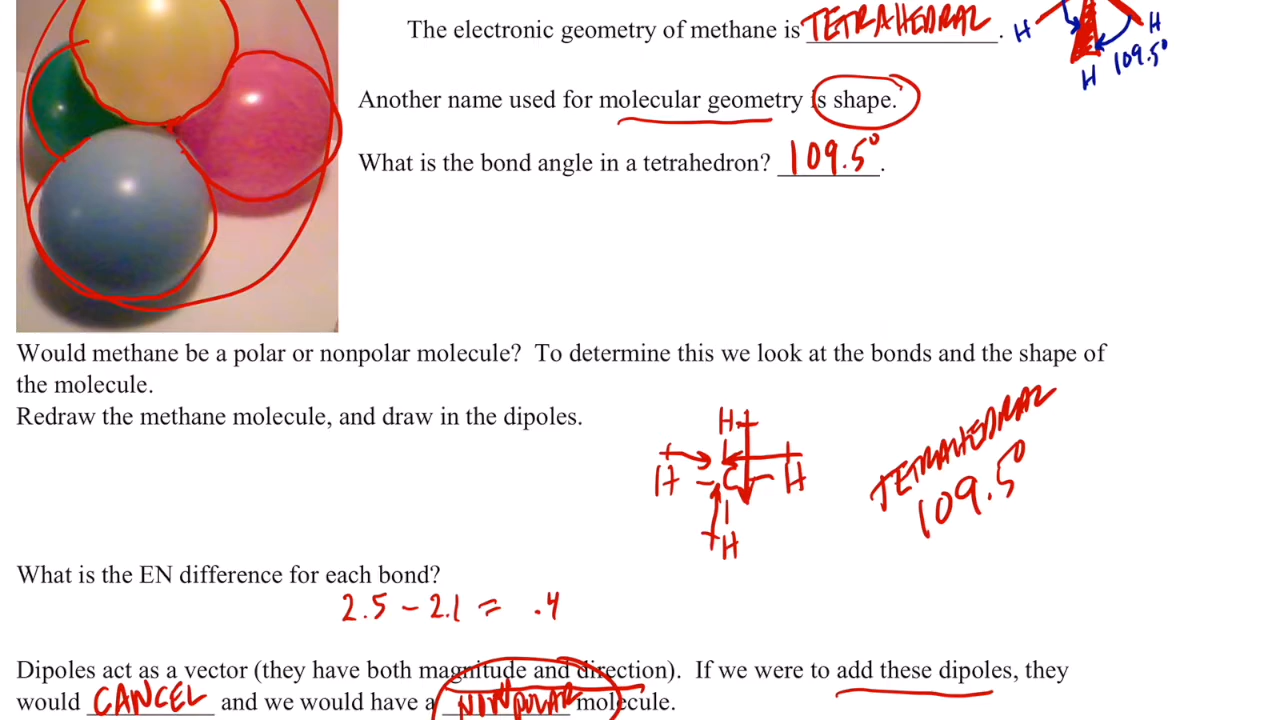 The electronic geometry of methane is TETRAHEDRAL.
H H
H 109.5°
Another name used for molecular geometry is shape.
What is the bond angle in a tetrahedron? 109.5°.
Would methane be a polar or nonpolar molecule? To determine this we look at the bonds and the shape of
the molecule.
Redraw the methane molecule, and draw in the dipoles.
H
H C H
H
TETRAHEDRAL
109.5°
What is the EN difference for each bond?
2.5 - 2.1 = .4
Dipoles act as a vector (they have both magnitude and direction). If we were to add these dipoles, they
would CANCEL and we would have a NONPOLAR molecule.